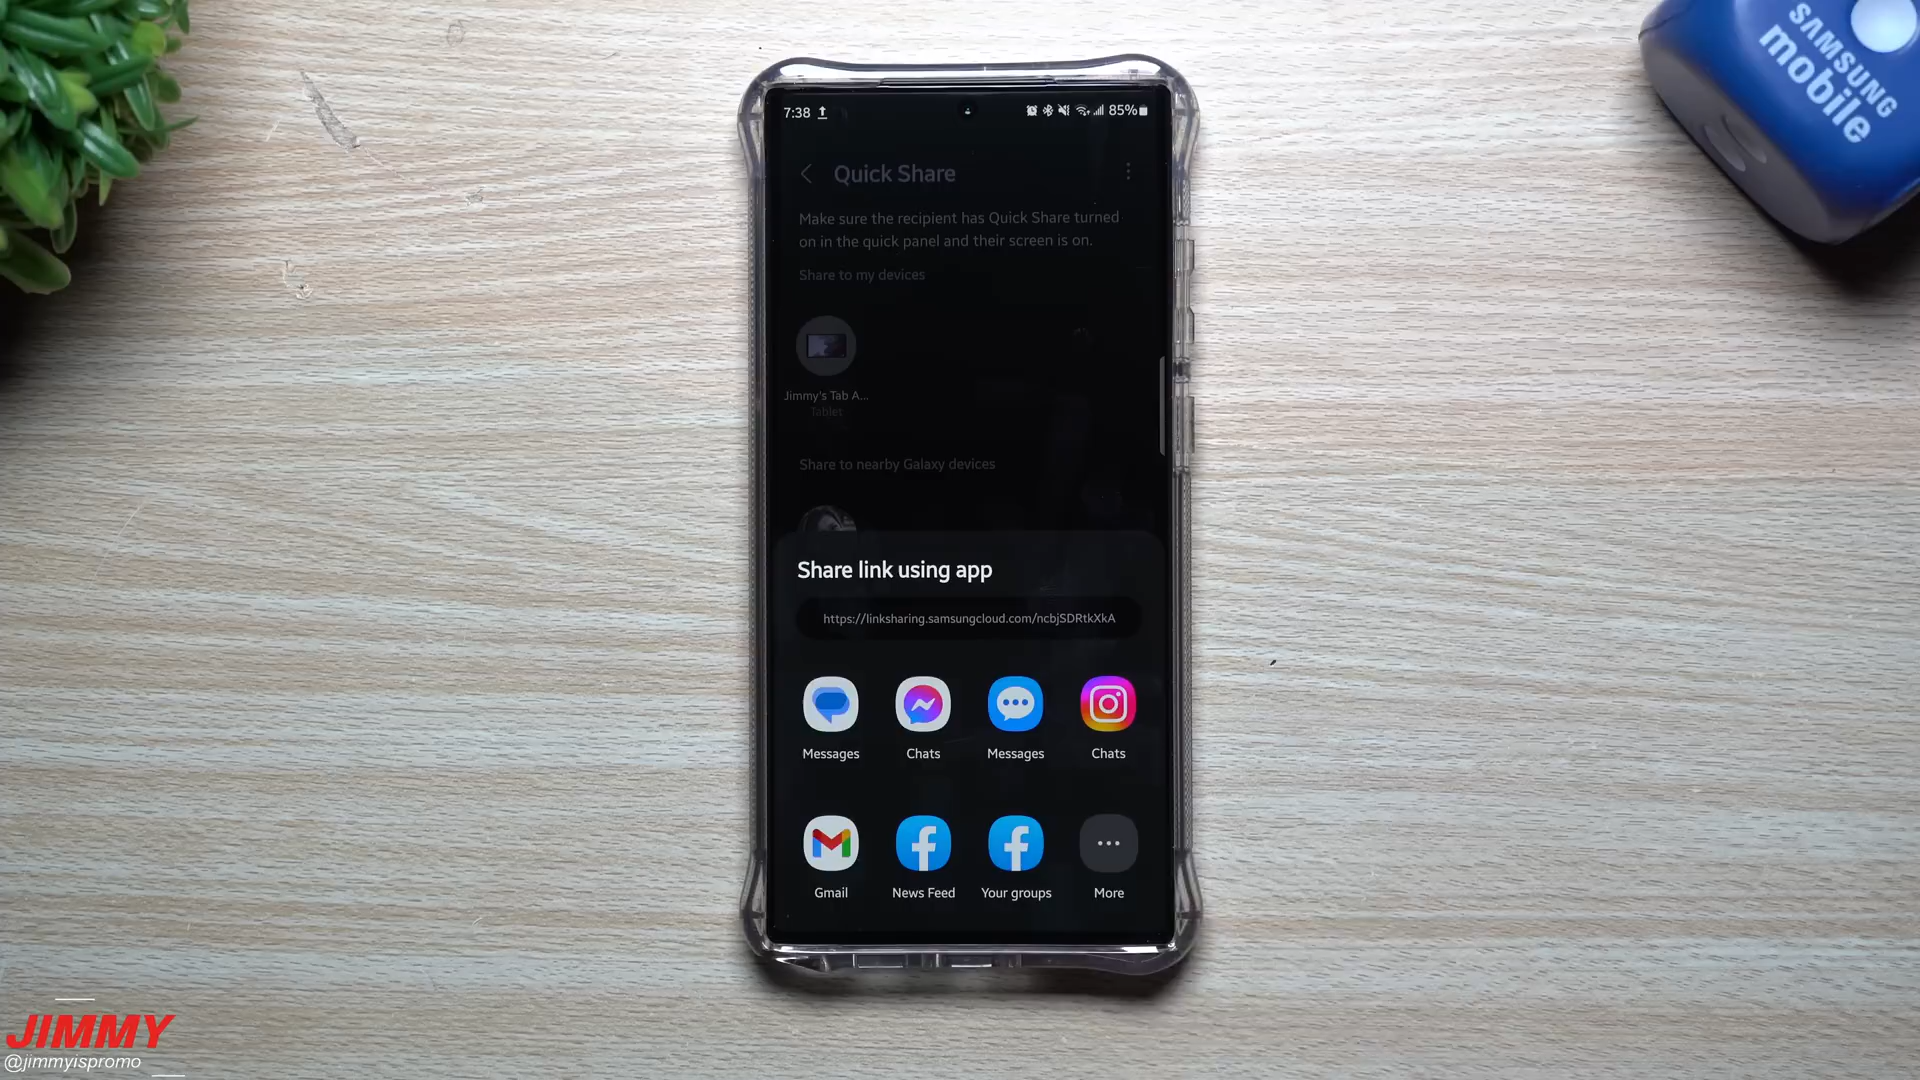 SAMSUNG
mobile
7:38
85%
Quick Share
Make sure the recipient has Quick Share turned
on in the quick panel and their screen is on.
Share to my devices
Jimmy's Tab A...
Tablet
Share to nearby Galaxy devices
Share link using app
https://linksharing.samsungcloud.com/ncbjSDRtkXkA
Messages
Chats
Messages
Chats
Gmail
News Feed
Your groups
More
JIMMY
@jimmyispromo